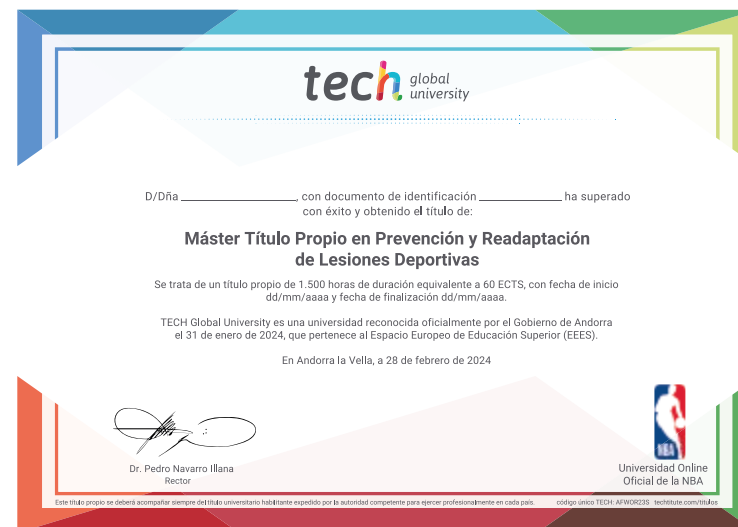 tech global university
D/Dña ____________, con documento de identificación ____________ ha superado
con éxito y obtenido el título de:
Máster Título Propio en Prevención y Readaptación
de Lesiones Deportivas
Se trata de un título propio de 1.500 horas de duración equivalente a 60 ECTS, con fecha de inicio
dd/mm/aaaa y fecha de finalización dd/mm/aaaa.
TECH Global University es una universidad reconocida oficialmente por el Gobierno de Andorra
el 31 de enero de 2024, que pertenece al Espacio Europeo de Educación Superior (EEES).
En Andorra la Vella, a 28 de febrero de 2024
Dr. Pedro Navarro Illana
Rector
NBA
Universidad Online
Oficial de la NBA
Este título propio se deberá acompañar siempre del título universitario habilitante expedido por la autoridad competente para ejercer profesionalmente en cada país. código único TECH: AFWOR23S techtitute.com/titulos